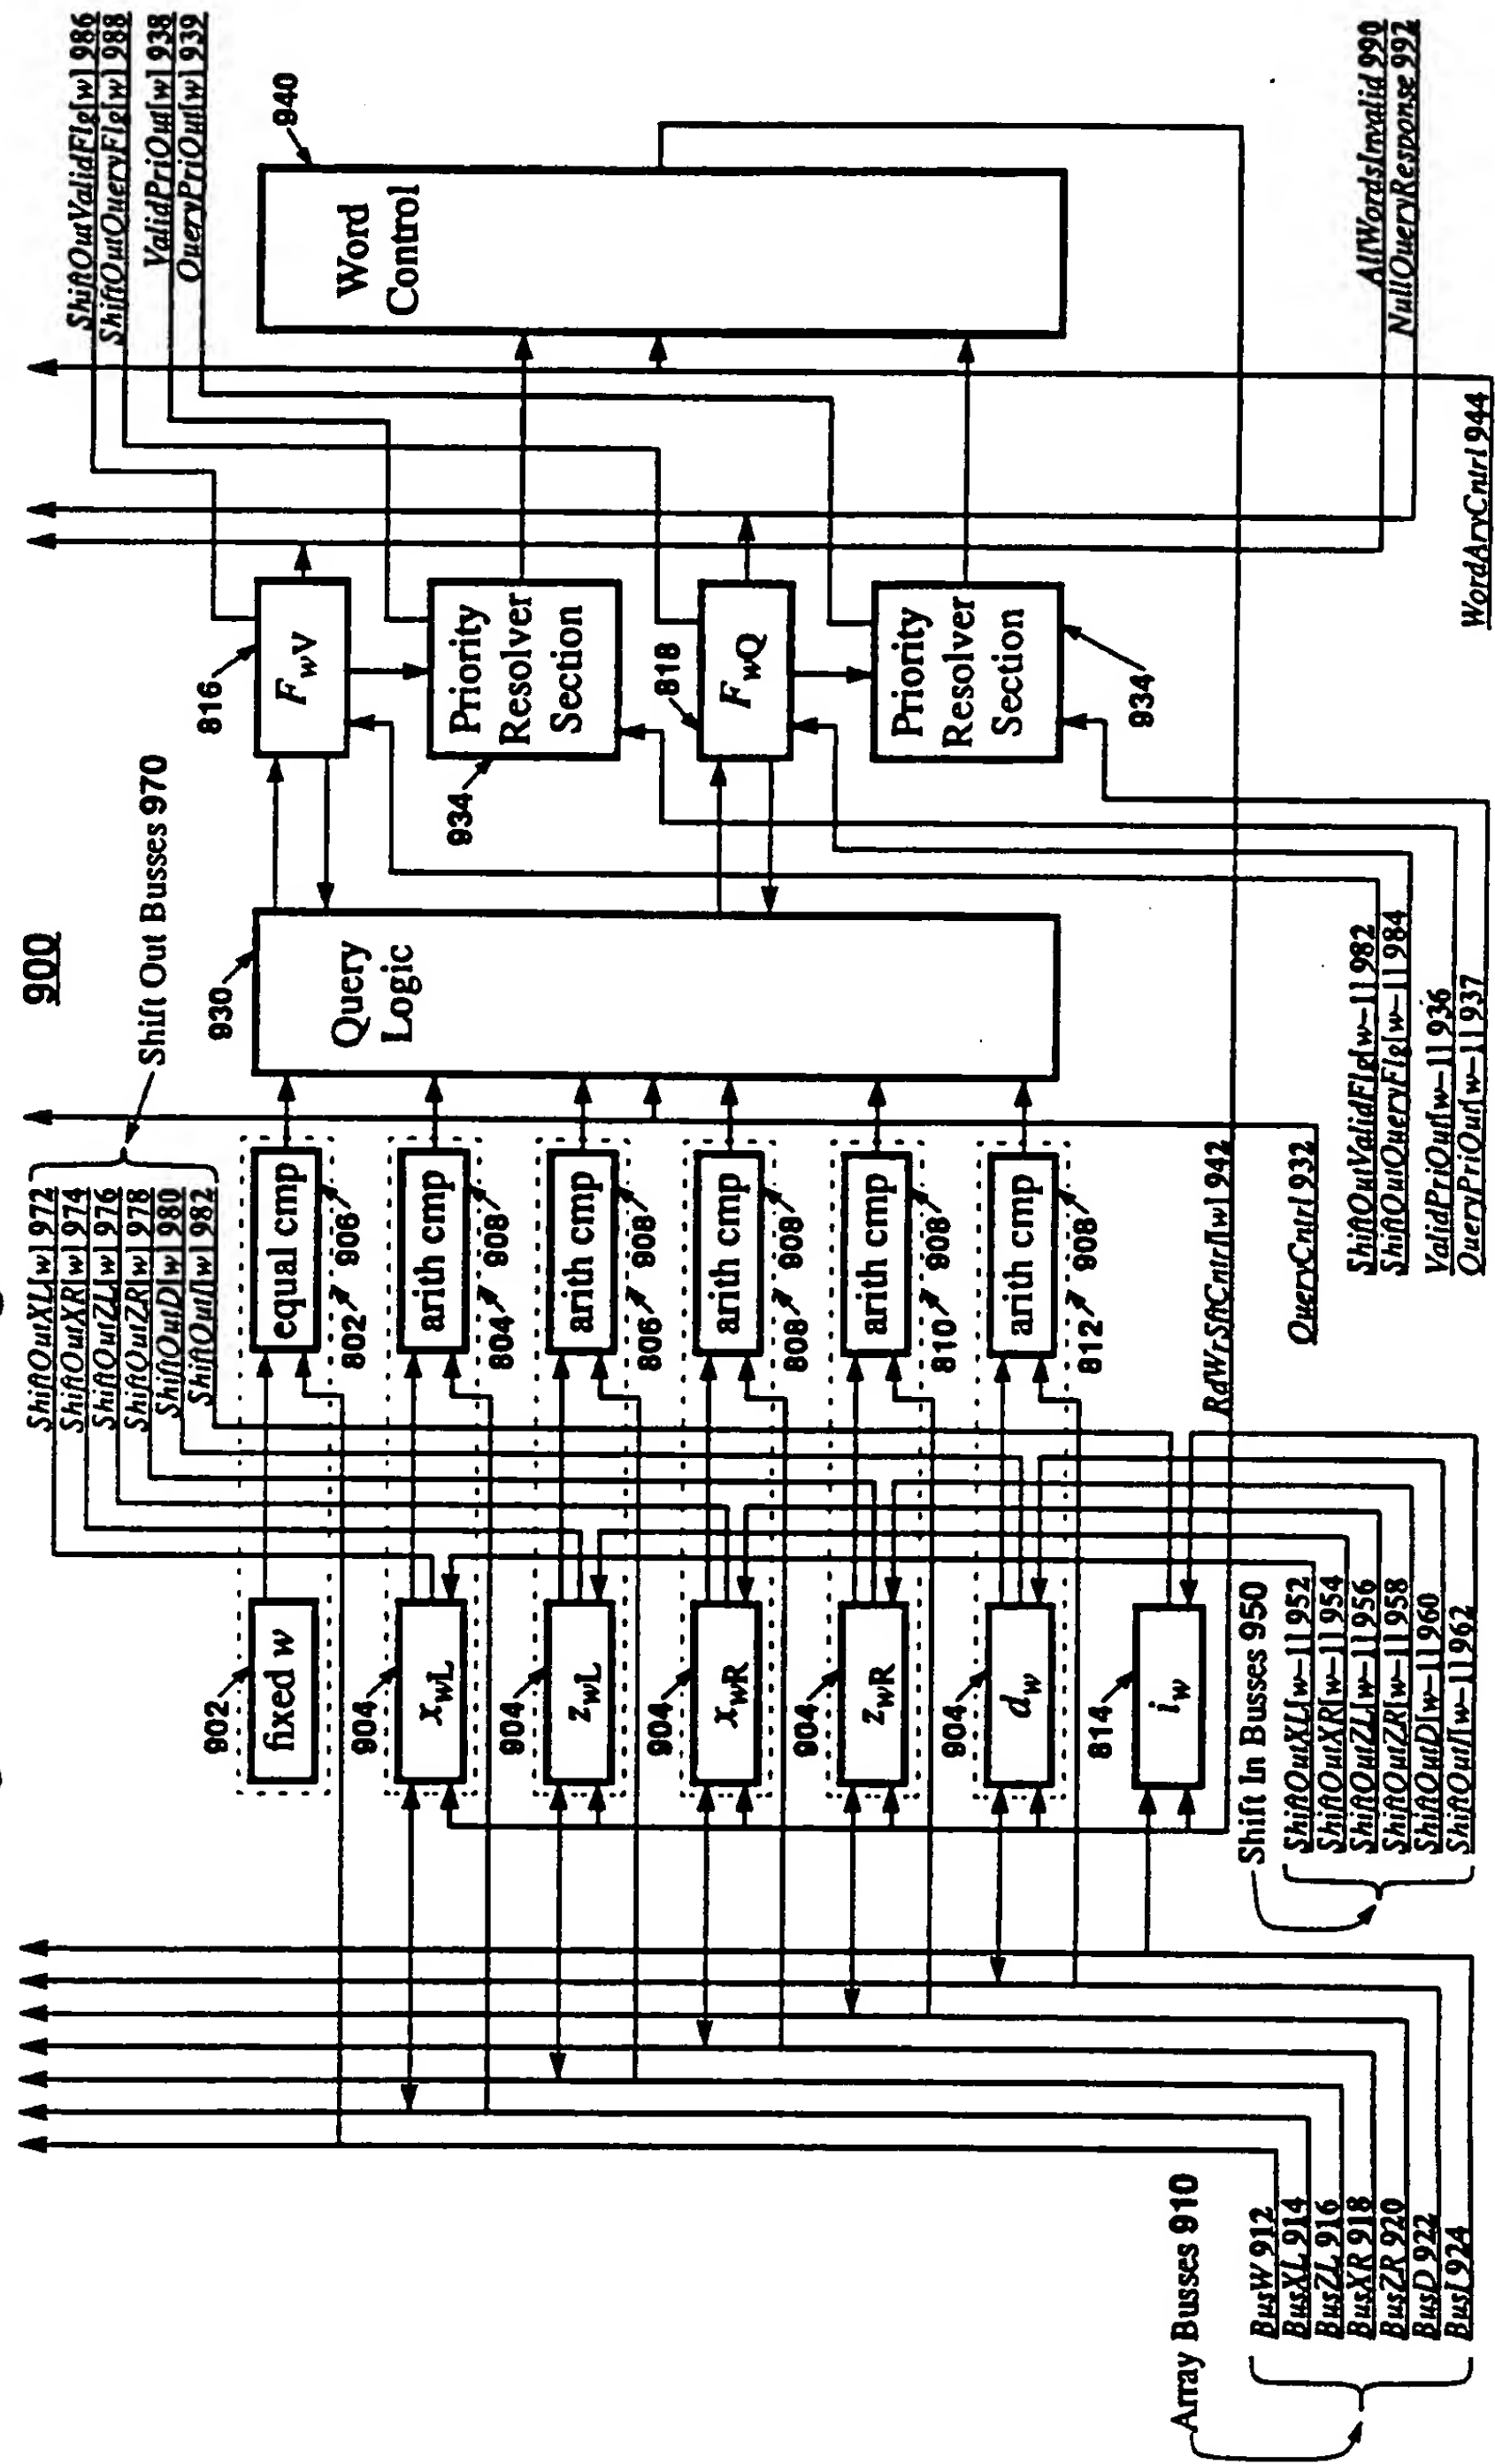 900
Shift Out Busses 970
ShiftOutXL[w] 972
ShiftOutXR[w] 974
ShiftOutZL[w] 976
ShiftOutZR[w] 978
ShiftOutD[w] 980
ShiftOutI[w] 982
ShiftOutValidFlg[w] 986
ShiftOutQueryFlg[w] 988
ValidPriOut[w] 938
QueryPriOut[w] 939
902
fixed w
equal cmp
906
802
904
xwL
arith cmp
908
804
904
zwL
arith cmp
908
806
904
xwR
arith cmp
908
808
904
zwR
arith cmp
908
810
904
dw
arith cmp
908
812
814
iw
930
Query
Logic
816
FwV
934
Priority
Resolver
Section
818
FwQ
Priority
Resolver
Section
934
940
Word
Control
RdWrSftCntrl[w] 942
QueryCntrl 932
Array Busses 910
BusW 912
BusXL 914
BusZL 916
BusXR 918
BusZR 920
BusD 922
BusI 924
Shift In Busses 950
ShiftOutXL[w–1] 952
ShiftOutXR[w–1] 954
ShiftOutZL[w–1] 956
ShiftOutZR[w–1] 958
ShiftOutD[w–1] 960
ShiftOutI[w–1] 962
ShiftOutValidFlg[w–1] 982
ShiftOutQueryFlg[w–1] 984
ValidPriOut[w–1] 936
QueryPriOut[w–1] 937
WordAryCntrl 944
AllWordsInvalid 990
NullQueryResponse 992